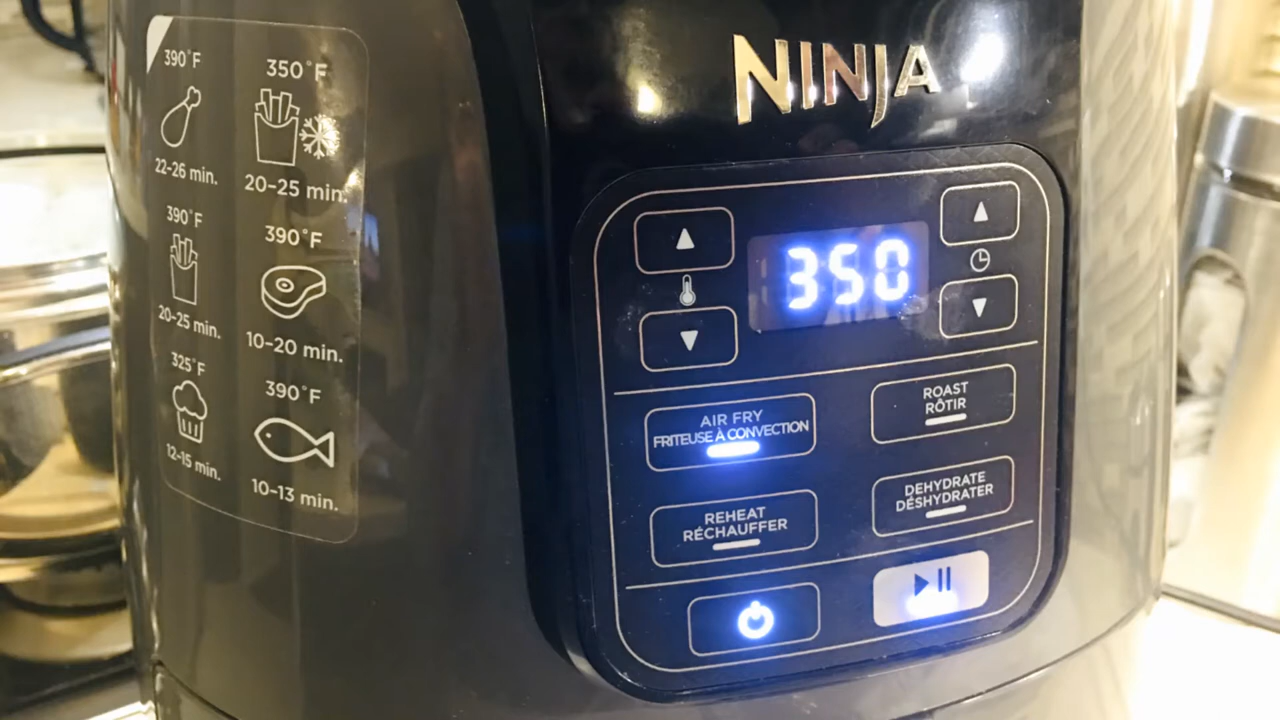 390°F
22-26 min.
350°F
20-25 min.
390°F
20-25 min.
390°F
10-20 min.
325°F
12-15 min.
390°F
10-13 min.
NINJA
350
AIR FRY
FRITEUSE À CONVECTION
ROAST
RÔTIR
REHEAT
RÉCHAUFFER
DEHYDRATE
DÉSHYDRATER